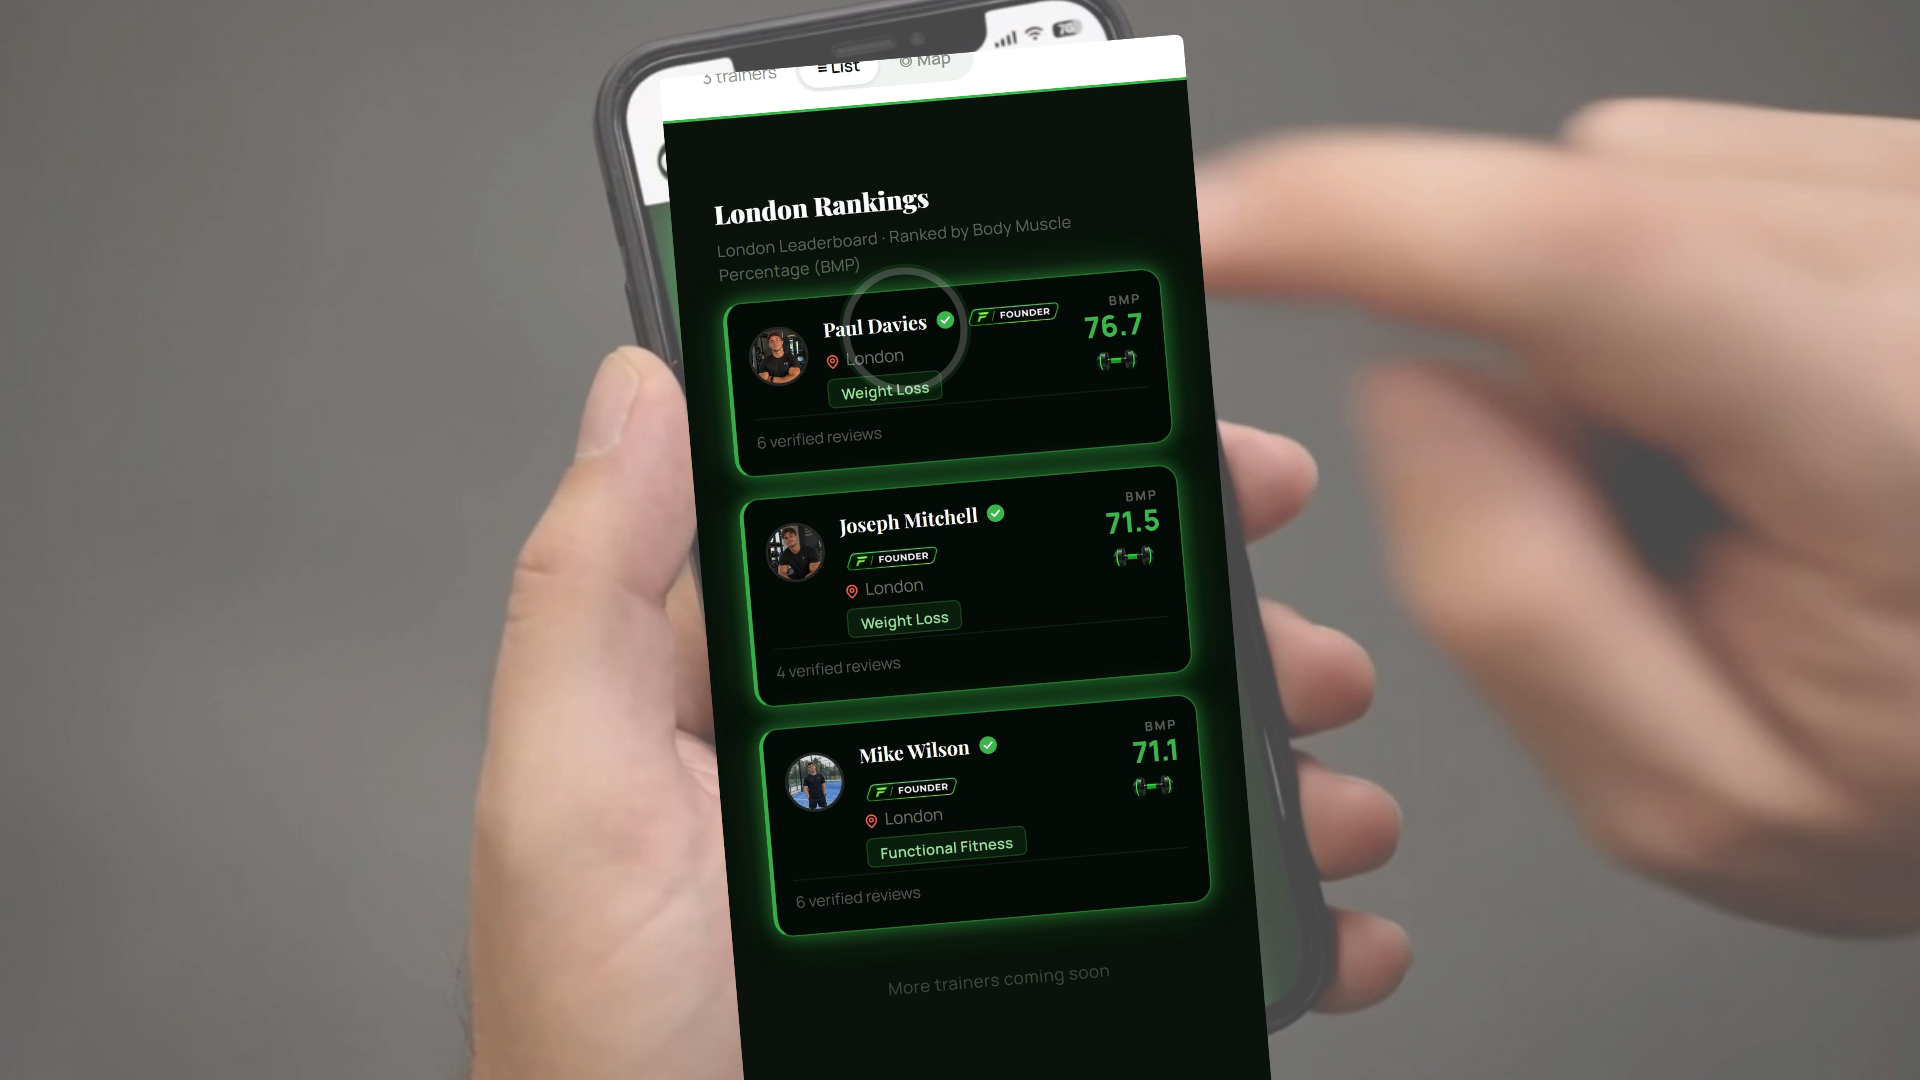 70
3 trainers
List
Map
London Rankings
London Leaderboard · Ranked by Body Muscle
Percentage (BMP)
Paul Davies
FOUNDER
BMP
76.7
London
Weight Loss
6 verified reviews
Joseph Mitchell
BMP
71.5
FOUNDER
London
Weight Loss
4 verified reviews
Mike Wilson
BMP
71.1
FOUNDER
London
Functional Fitness
6 verified reviews
More trainers coming soon